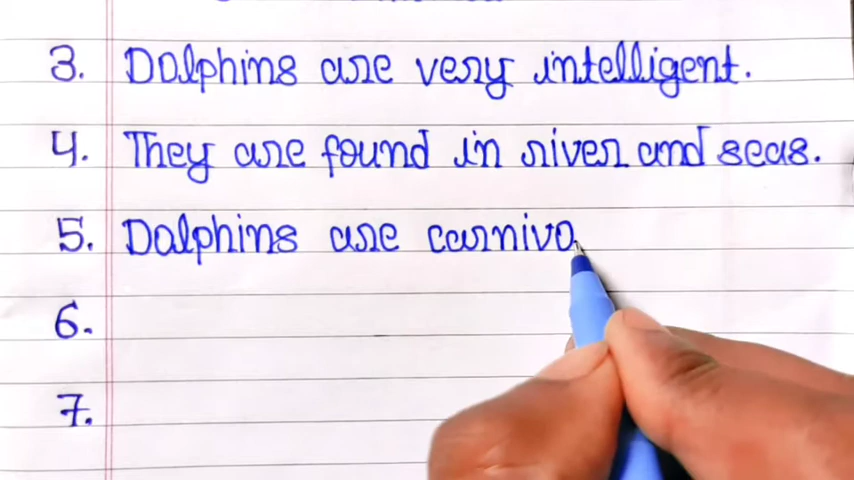 3. Dolphins are very intelligent.
4. They are found in river and seas.
5. Dolphins are carnivo
6.
7.